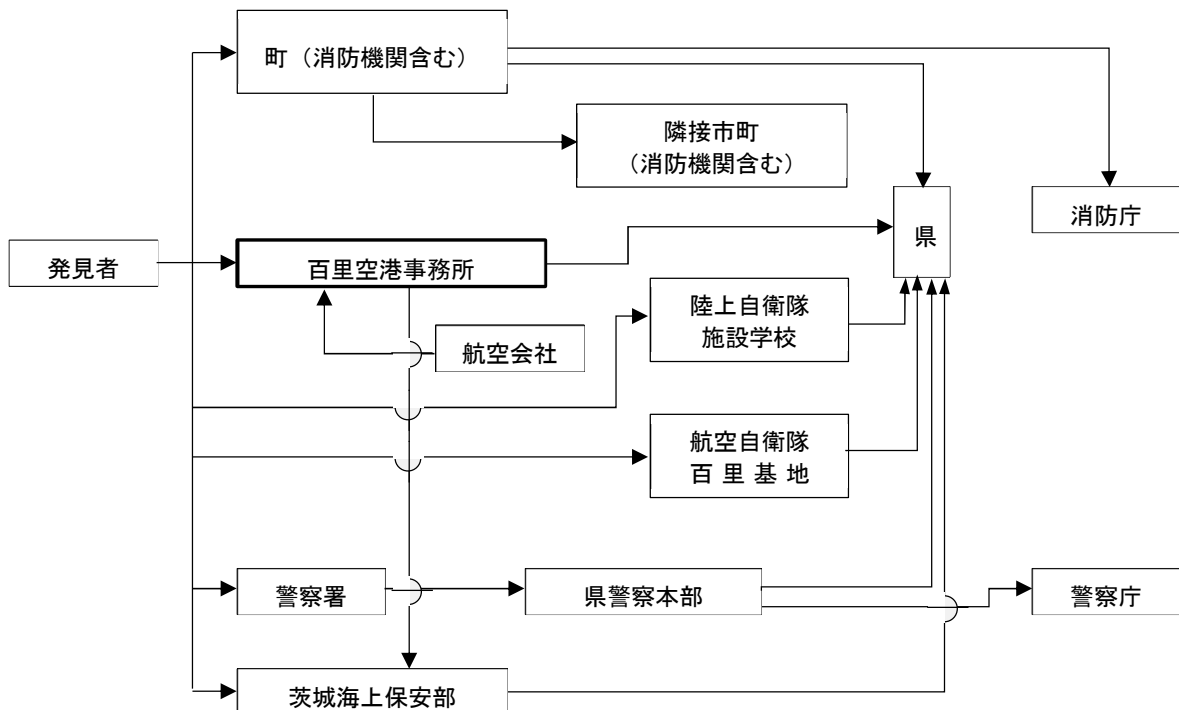 町（消防機関含む）
隣接市町
（消防機関含む）
県
消防庁
発見者
百里空港事務所
陸上自衛隊
施設学校
航空会社
航空自衛隊
百 里 基 地
警察署
県警察本部
警察庁
茨城海上保安部